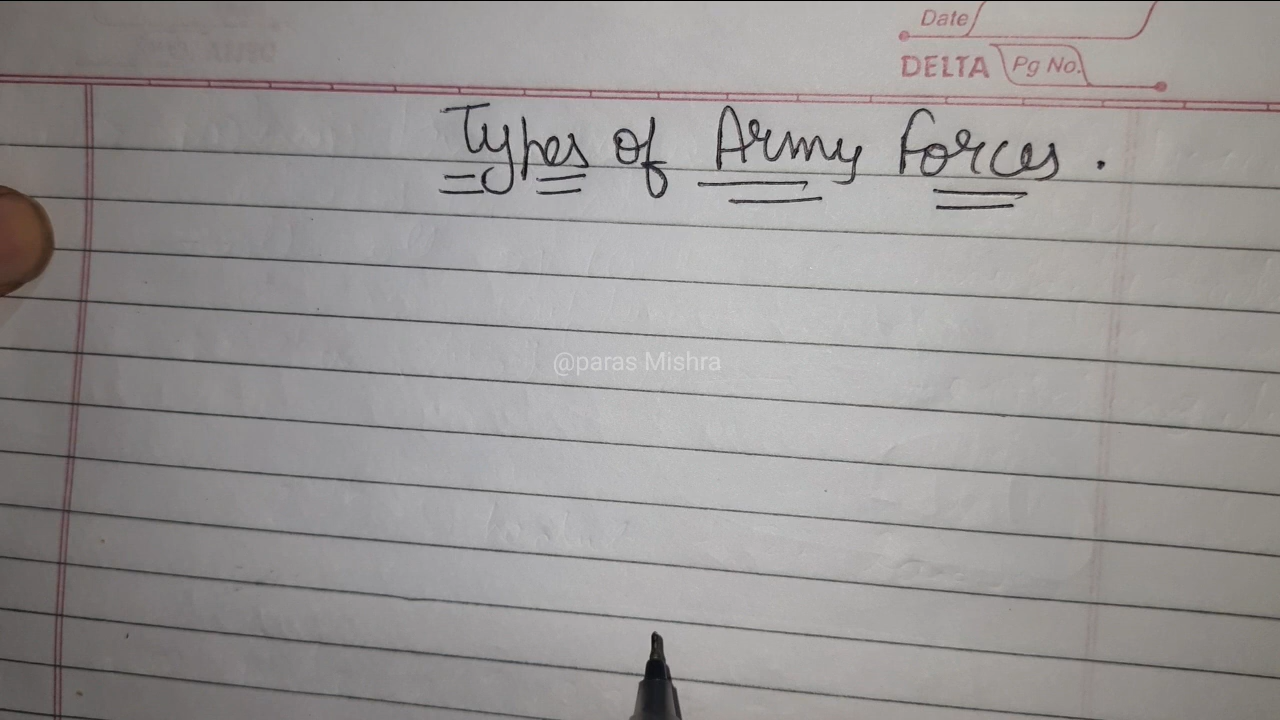 Date
DELTA Pg No.
Types of Army Forces.
@paras Mishra